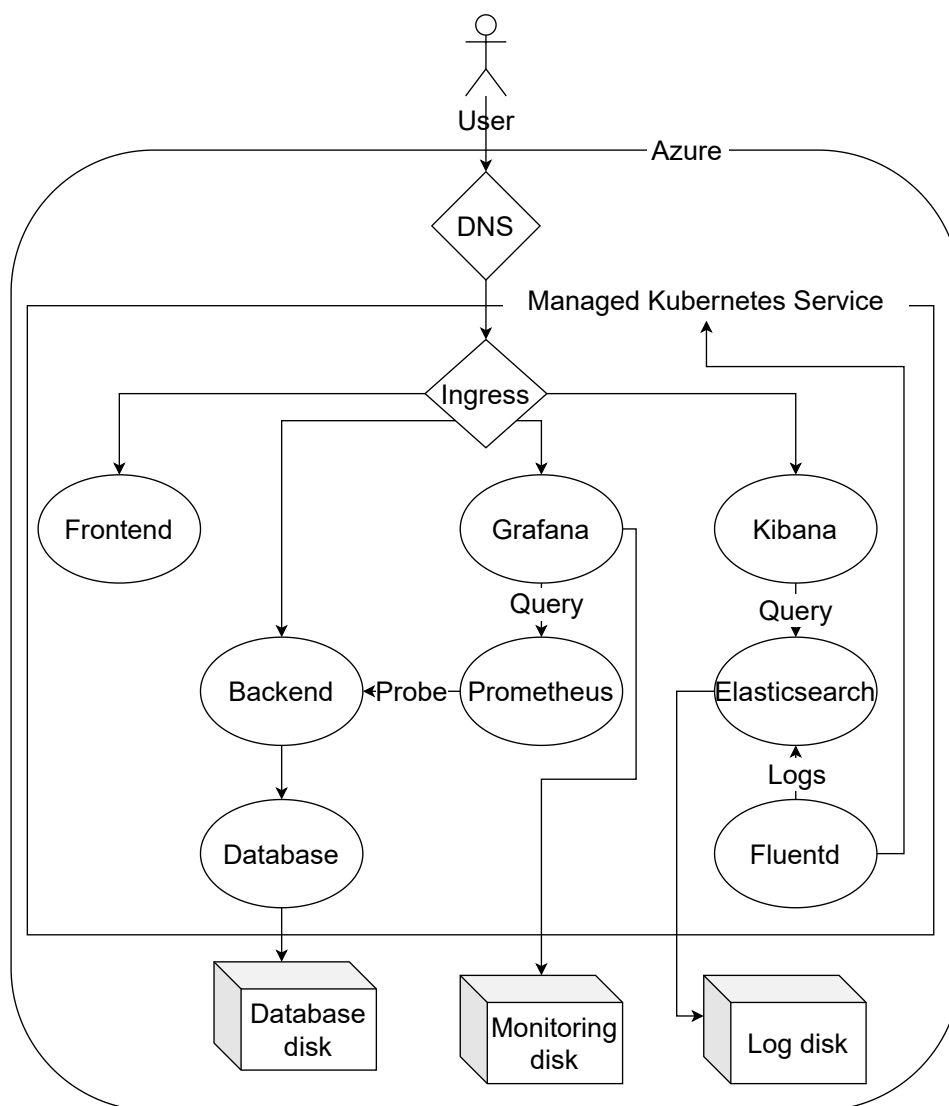 User
Azure
DNS
Managed Kubernetes Service
Ingress
Frontend
Grafana
Kibana
Query
Query
Backend
Probe
Prometheus
Elasticsearch
Logs
Database
Fluentd
Database
disk
Monitoring
disk
Log disk